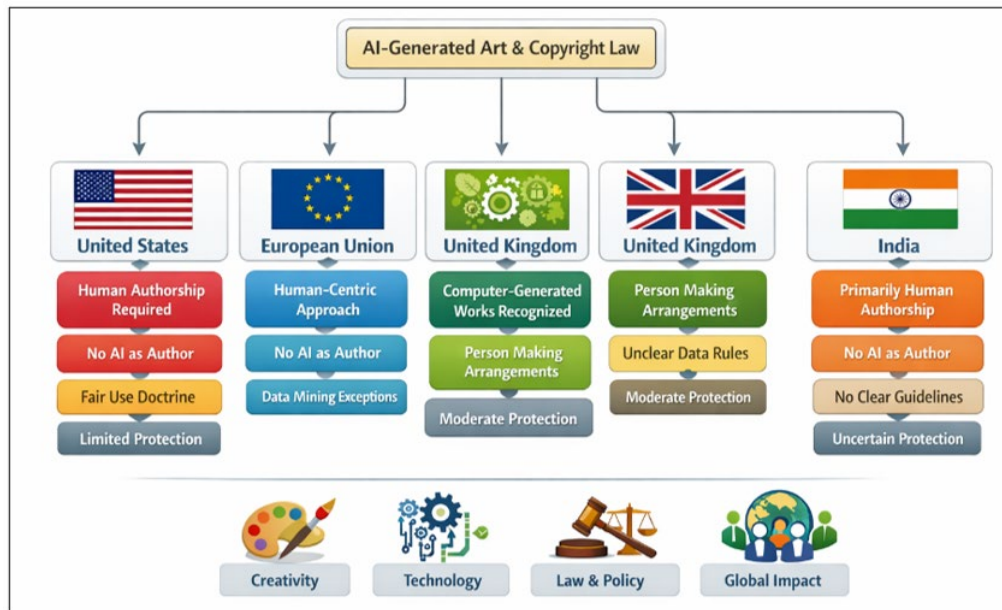 AI-Generated Art & Copyright Law
United States
Human Authorship
Required
No AI as Author
Fair Use Doctrine
Limited Protection
European Union
Human-Centric
Approach
No AI as Author
Data Mining Exceptions
United Kingdom
Computer-Generated
Works Recognized
Person Making
Arrangements
Moderate Protection
United Kingdom
Person Making
Arrangements
Unclear Data Rules
Moderate Protection
India
Primarily Human
Authorship
No AI as Author
No Clear Guidelines
Uncertain Protection
Creativity
Technology
Law & Policy
Global Impact